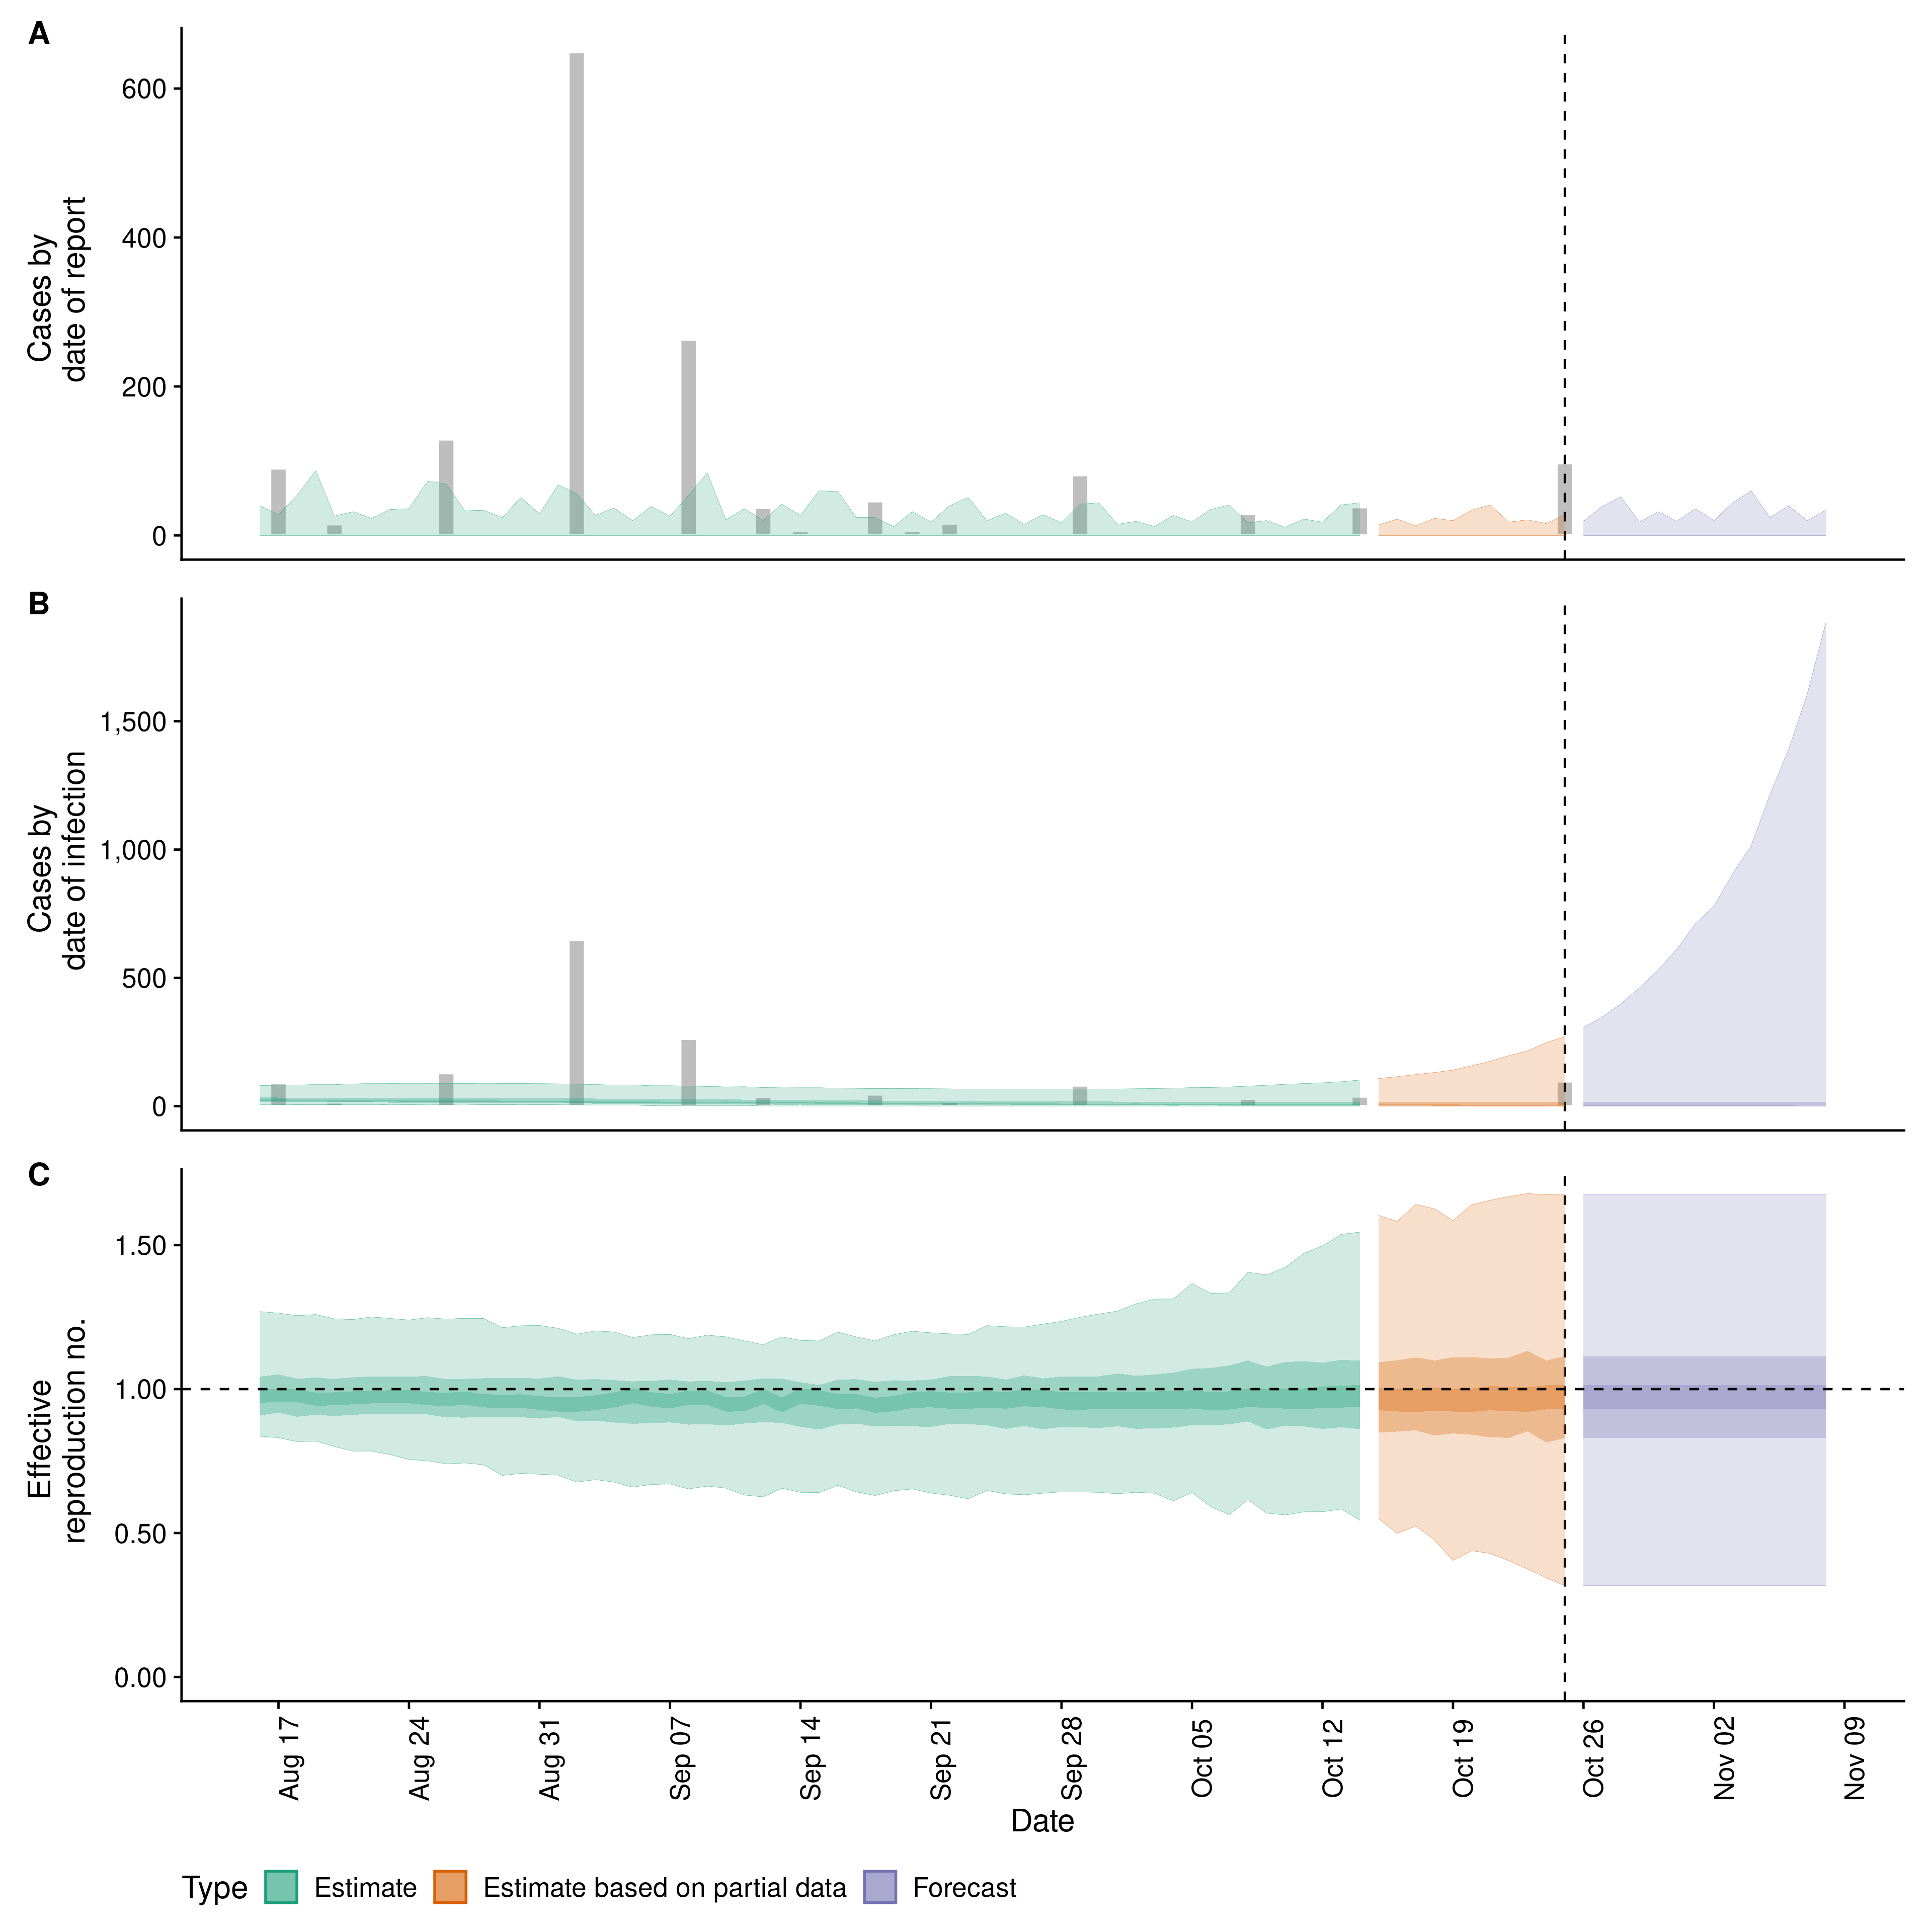 A
600
400
200
0
Cases by
date of report
B
1,500
1,000
500
0
Cases by
date of infection
C
1.50
1.00
0.50
0.00
Effective
reproduction no.
Aug 17
Aug 24
Aug 31
Sep 07
Sep 14
Sep 21
Sep 28
Oct 05
Oct 12
Oct 19
Oct 26
Nov 02
Nov 09
Date
Type Estimate Estimate based on partial data Forecast